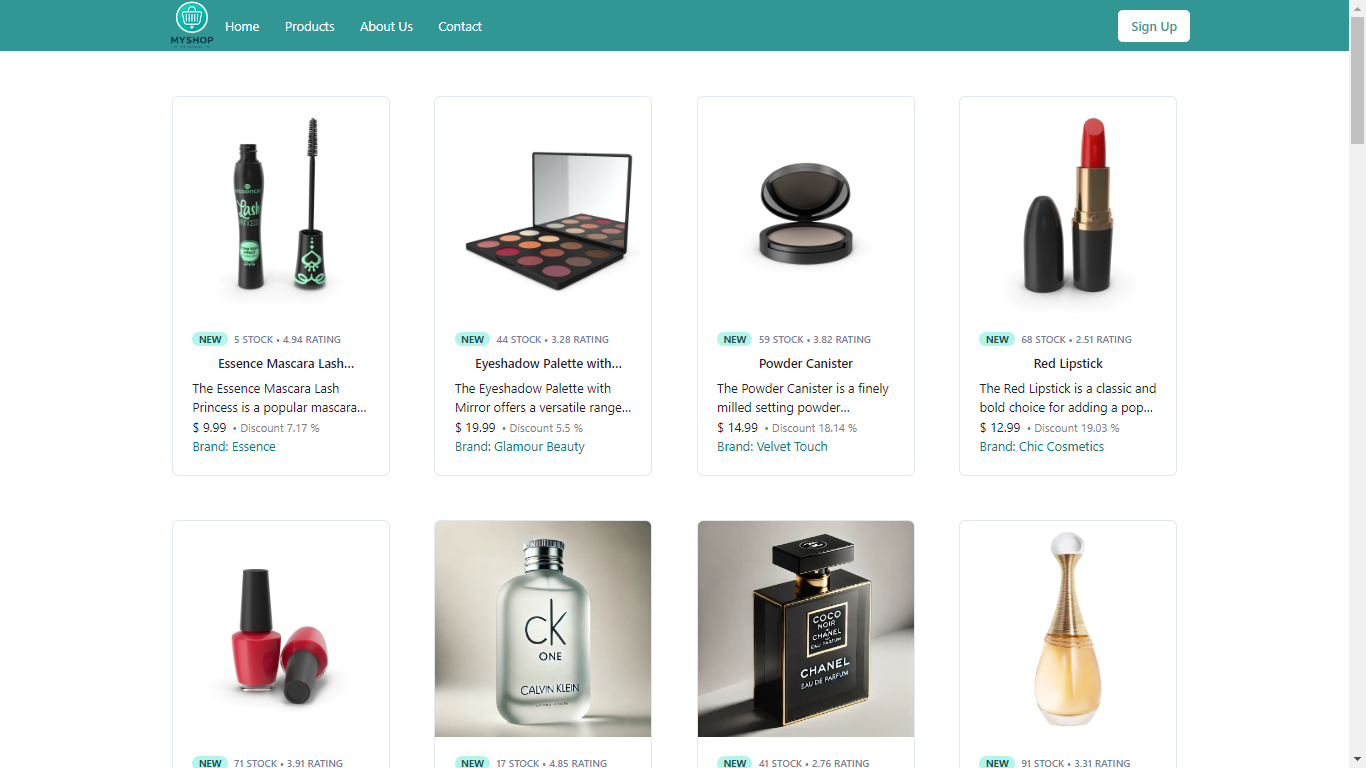 MYSHOP
Home
Products
About Us
Contact
Sign Up
essence
Lash
PRINCESS
NEW 5 STOCK • 4.94 RATING
Essence Mascara Lash...
The Essence Mascara Lash
Princess is a popular mascara...
$ 9.99 • Discount 7.17 %
Brand: Essence
NEW 44 STOCK • 3.28 RATING
Eyeshadow Palette with...
The Eyeshadow Palette with
Mirror offers a versatile range...
$ 19.99 • Discount 5.5 %
Brand: Glamour Beauty
NEW 59 STOCK • 3.82 RATING
Powder Canister
The Powder Canister is a finely
milled setting powder...
$ 14.99 • Discount 18.14 %
Brand: Velvet Touch
NEW 68 STOCK • 2.51 RATING
Red Lipstick
The Red Lipstick is a classic and
bold choice for adding a pop...
$ 12.99 • Discount 19.03 %
Brand: Chic Cosmetics
NEW 71 STOCK • 3.91 RATING
ck
ONE
CALVIN KLEIN
NEW 17 STOCK • 4.85 RATING
COCO
NOIR
CHANEL
EAU PARFUM
CHANEL
EAU DE PARFUM
NEW 41 STOCK • 2.76 RATING
NEW 91 STOCK • 3.31 RATING